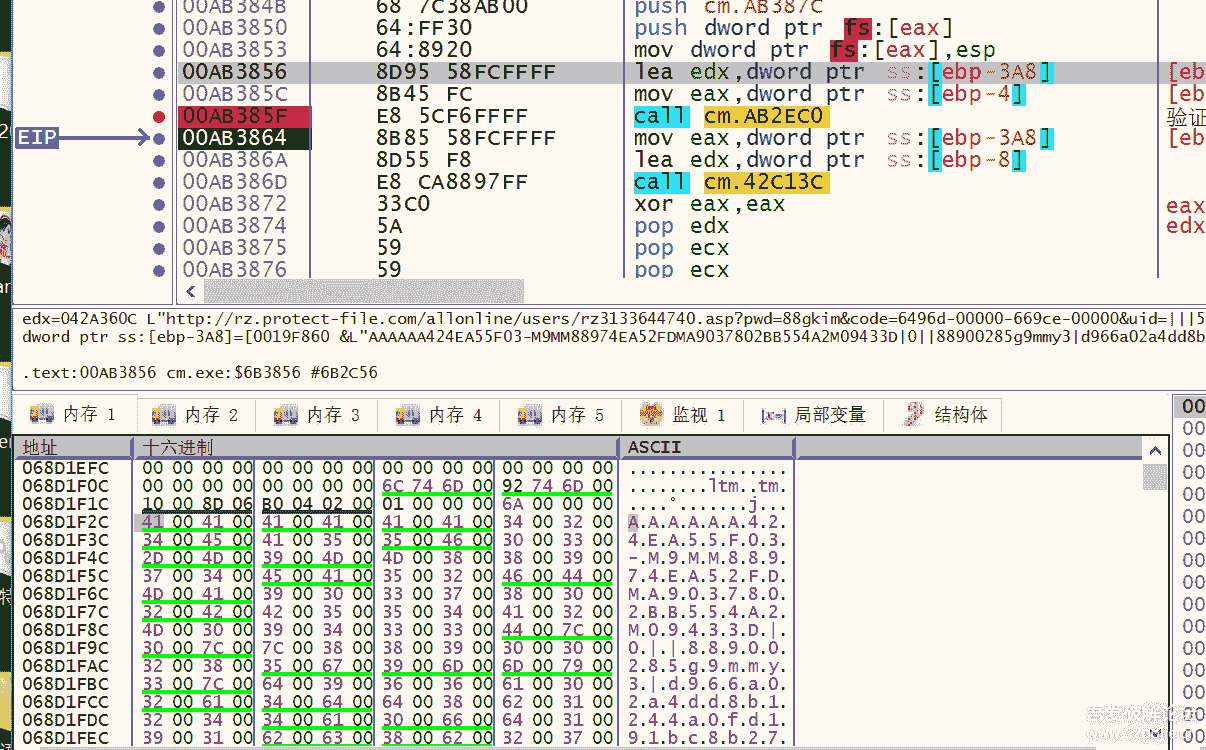 00AB384B 68 7C38AB00 push cm.AB387C
00AB3850 64:FF30 push dword ptr fs:[eax]
00AB3853 64:8920 mov dword ptr fs:[eax],esp
00AB3856 8D95 58FCFFFF lea edx,dword ptr ss:[ebp-3A8] [eb
00AB385C 8B45 FC mov eax,dword ptr ss:[ebp-4] [eb
00AB385F E8 5CF6FFFF call cm.AB2EC0 验证
EIP 00AB3864 8B85 58FCFFFF mov eax,dword ptr ss:[ebp-3A8] [eb
00AB386A 8D55 F8 lea edx,dword ptr ss:[ebp-8]
00AB386D E8 CA8897FF call cm.42C13C
00AB3872 33C0 xor eax,eax eax
00AB3874 5A pop edx edx
00AB3875 59 pop ecx
00AB3876 59 pop ecx
edx=042A360C L"http://rz.protect-file.com/allonline/users/rz3133644740.asp?pwd=88gkim&code=6496d-00000-669ce-00000&uid=|||5
dword ptr ss:[ebp-3A8]=[0019F860 &L"AAAAAA424EA55F03-M9MM88974EA52FDMA9037802BB554A2M09433D|0||88900285g9mmy3|d966a02a4dd8b
.text:00AB3856 cm.exe:$6B3856 #6B2C56
内存 1 内存 2 内存 3 内存 4 内存 5 监视 1 局部变量 结构体
地址 十六进制 ASCII 00
068D1EFC 00 00 00 00 00 00 00 00 00 00 00 00 00 00 00 00 ................
068D1F0C 00 00 00 00 00 00 00 00 6C 74 6D 00 92 74 6D 00 ........ltm..tm.
068D1F1C 10 00 8D 06 B0 04 02 00 01 00 00 00 6A 00 00 00 ....°.......j...
068D1F2C 41 00 41 00 41 00 41 00 41 00 41 00 34 00 32 00 A.A.A.A.A.A.4.2.
068D1F3C 34 00 45 00 41 00 35 00 35 00 46 00 30 00 33 00 4.E.A.5.5.F.0.3.
068D1F4C 2D 00 4D 00 39 00 4D 00 4D 00 38 00 38 00 39 00 -.M.9.M.M.8.8.9.
068D1F5C 37 00 34 00 45 00 41 00 35 00 32 00 46 00 44 00 7.4.E.A.5.2.F.D.
068D1F6C 4D 00 41 00 39 00 30 00 33 00 37 00 38 00 30 00 M.A.9.0.3.7.8.0.
068D1F7C 32 00 42 00 42 00 35 00 35 00 34 00 41 00 32 00 2.B.B.5.5.4.A.2.
068D1F8C 4D 00 30 00 39 00 34 00 33 00 33 00 44 00 7C 00 M.0.9.4.3.3.D.|.
068D1F9C 30 00 7C 00 7C 00 38 00 38 00 39 00 30 00 30 00 0.|.|.8.8.9.0.0.
068D1FAC 32 00 38 00 35 00 67 00 39 00 6D 00 6D 00 79 00 2.8.5.g.9.m.m.y.
068D1FBC 33 00 7C 00 64 00 39 00 36 00 36 00 61 00 30 00 3.|.d.9.6.6.a.0.
068D1FCC 32 00 61 00 34 00 64 00 64 00 38 00 62 00 31 00 2.a.4.d.d.8.b.1.
068D1FDC 32 00 34 00 34 00 61 00 30 00 66 00 64 00 31 00 2.4.4.a.0.f.d.1.
068D1FEC 39 00 31 00 62 00 63 00 38 00 62 00 32 00 37 00 9.1.b.c.8.b.2.7.